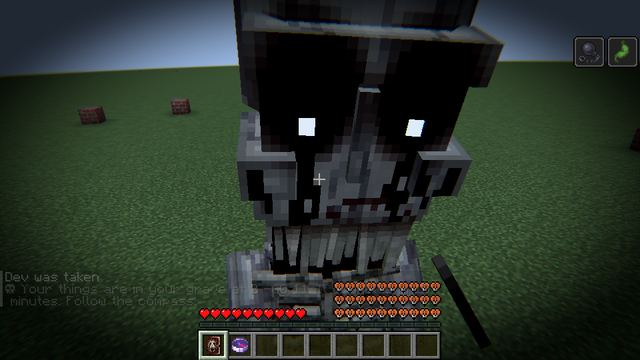 Dev was taken
Your things are in your grave
minutes. Follow the compass.